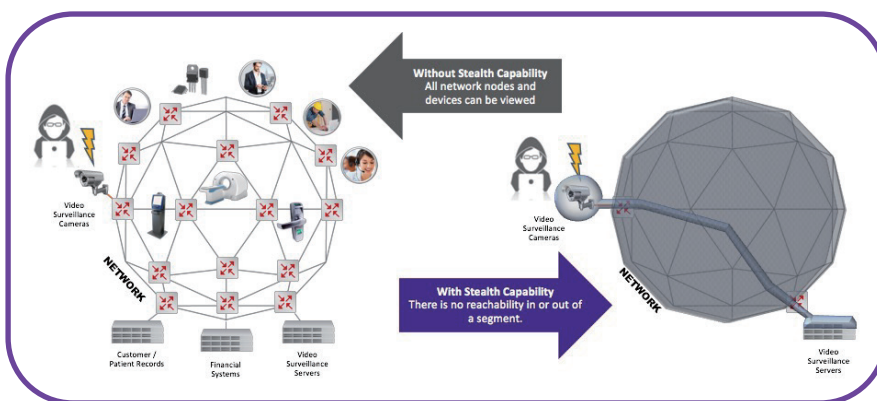 Without Stealth Capability
All network nodes and
devices can be viewed
Video
Surveillance
Cameras
NETWORK
Customer /
Patient Records
Financial
Systems
Video
Surveillance
Servers
With Stealth Capability
There is no reachability in or out of
a segment.
Video
Surveillance
Cameras
NETWORK
Video
Surveillance
Servers